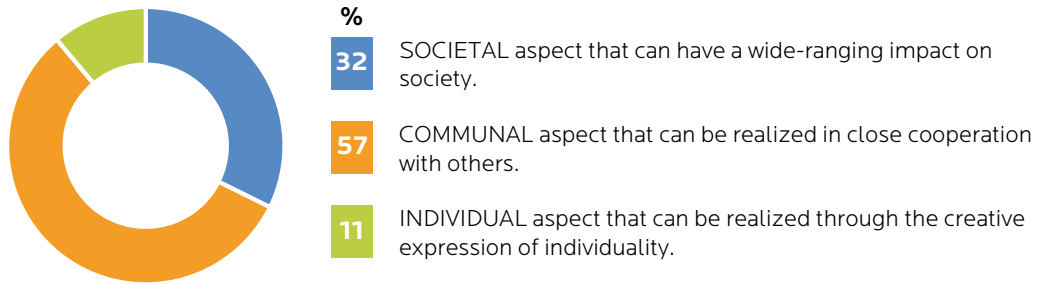 %
32 SOCIETAL aspect that can have a wide-ranging impact on
society.
57 COMMUNAL aspect that can be realized in close cooperation
with others.
11 INDIVIDUAL aspect that can be realized through the creative
expression of individuality.